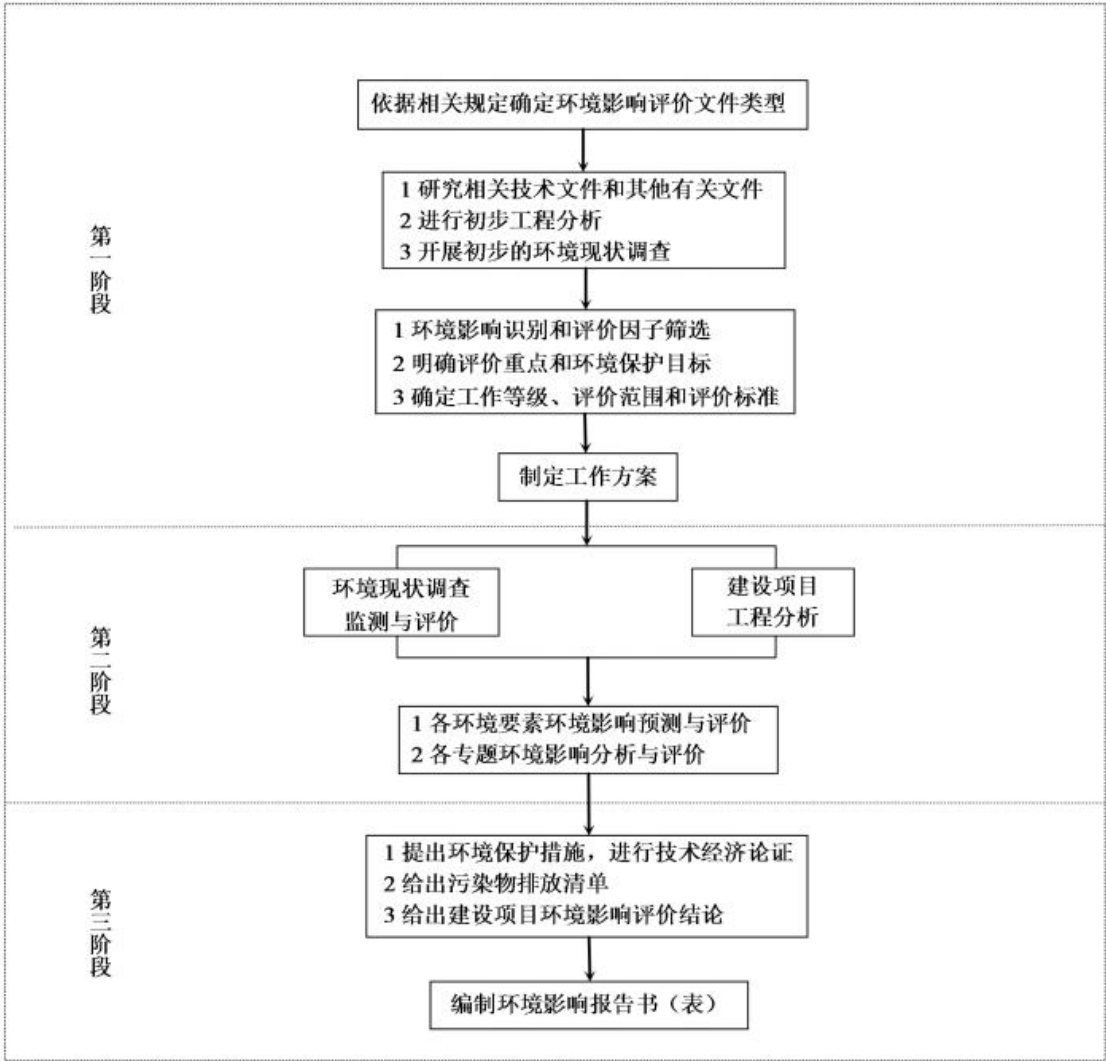 依据相关规定确定环境影响评价文件类型
1 研究相关技术文件和其他有关文件
2 进行初步工程分析
3 开展初步的环境现状调查
第一阶段
1 环境影响识别和评价因子筛选
2 明确评价重点和环境保护目标
3 确定工作等级、评价范围和评价标准
制定工作方案
环境现状调查
监测与评价
建设项目
工程分析
第二阶段
1 各环境要素环境影响预测与评价
2 各专题环境影响分析与评价
1 提出环境保护措施，进行技术经济论证
2 给出污染物排放清单
3 给出建设项目环境影响评价结论
第三阶段
编制环境影响报告书（表）